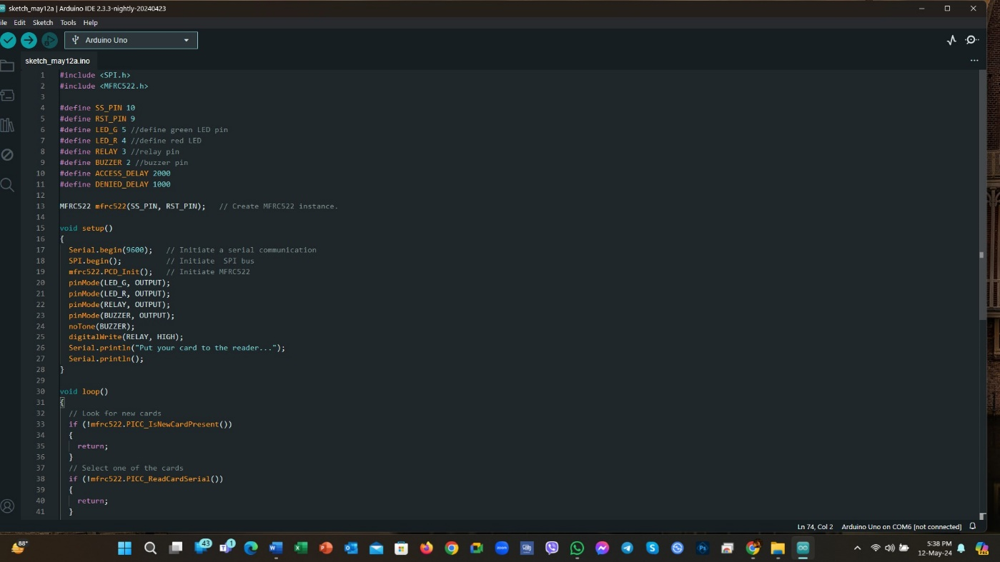 sketch_may12a | Arduino IDE 2.3.3-nightly-20240423
ile Edit Sketch Tools Help
Arduino Uno
sketch_may12a.ino
1 #include <SPI.h>
2 #include <MFRC522.h>
3
4 #define SS_PIN 10
5 #define RST_PIN 9
6 #define LED_G 5 //define green LED pin
7 #define LED_R 4 //define red LED
8 #define RELAY 3 //relay pin
9 #define BUZZER 2 //buzzer pin
10 #define ACCESS_DELAY 2000
11 #define DENIED_DELAY 1000
12
13 MFRC522 mfrc522(SS_PIN, RST_PIN);   // Create MFRC522 instance.
14
15 void setup()
16 {
17   Serial.begin(9600);   // Initiate a serial communication
18   SPI.begin();          // Initiate  SPI bus
19   mfrc522.PCD_Init();   // Initiate MFRC522
20   pinMode(LED_G, OUTPUT);
21   pinMode(LED_R, OUTPUT);
22   pinMode(RELAY, OUTPUT);
23   pinMode(BUZZER, OUTPUT);
24   noTone(BUZZER);
25   digitalWrite(RELAY, HIGH);
26   Serial.println("Put your card to the reader...");
27   Serial.println();
28 }
29
30 void loop()
31 {
32   // Look for new cards
33   if (!mfrc522.PICC_IsNewCardPresent())
34   {
35     return;
36   }
37   // Select one of the cards
38   if (!mfrc522.PICC_ReadCardSerial())
39   {
40     return;
41   }
Ln 74, Col 2 Arduino Uno on COM6 [not connected]
88°
43
1
5:38 PM
12-May-24